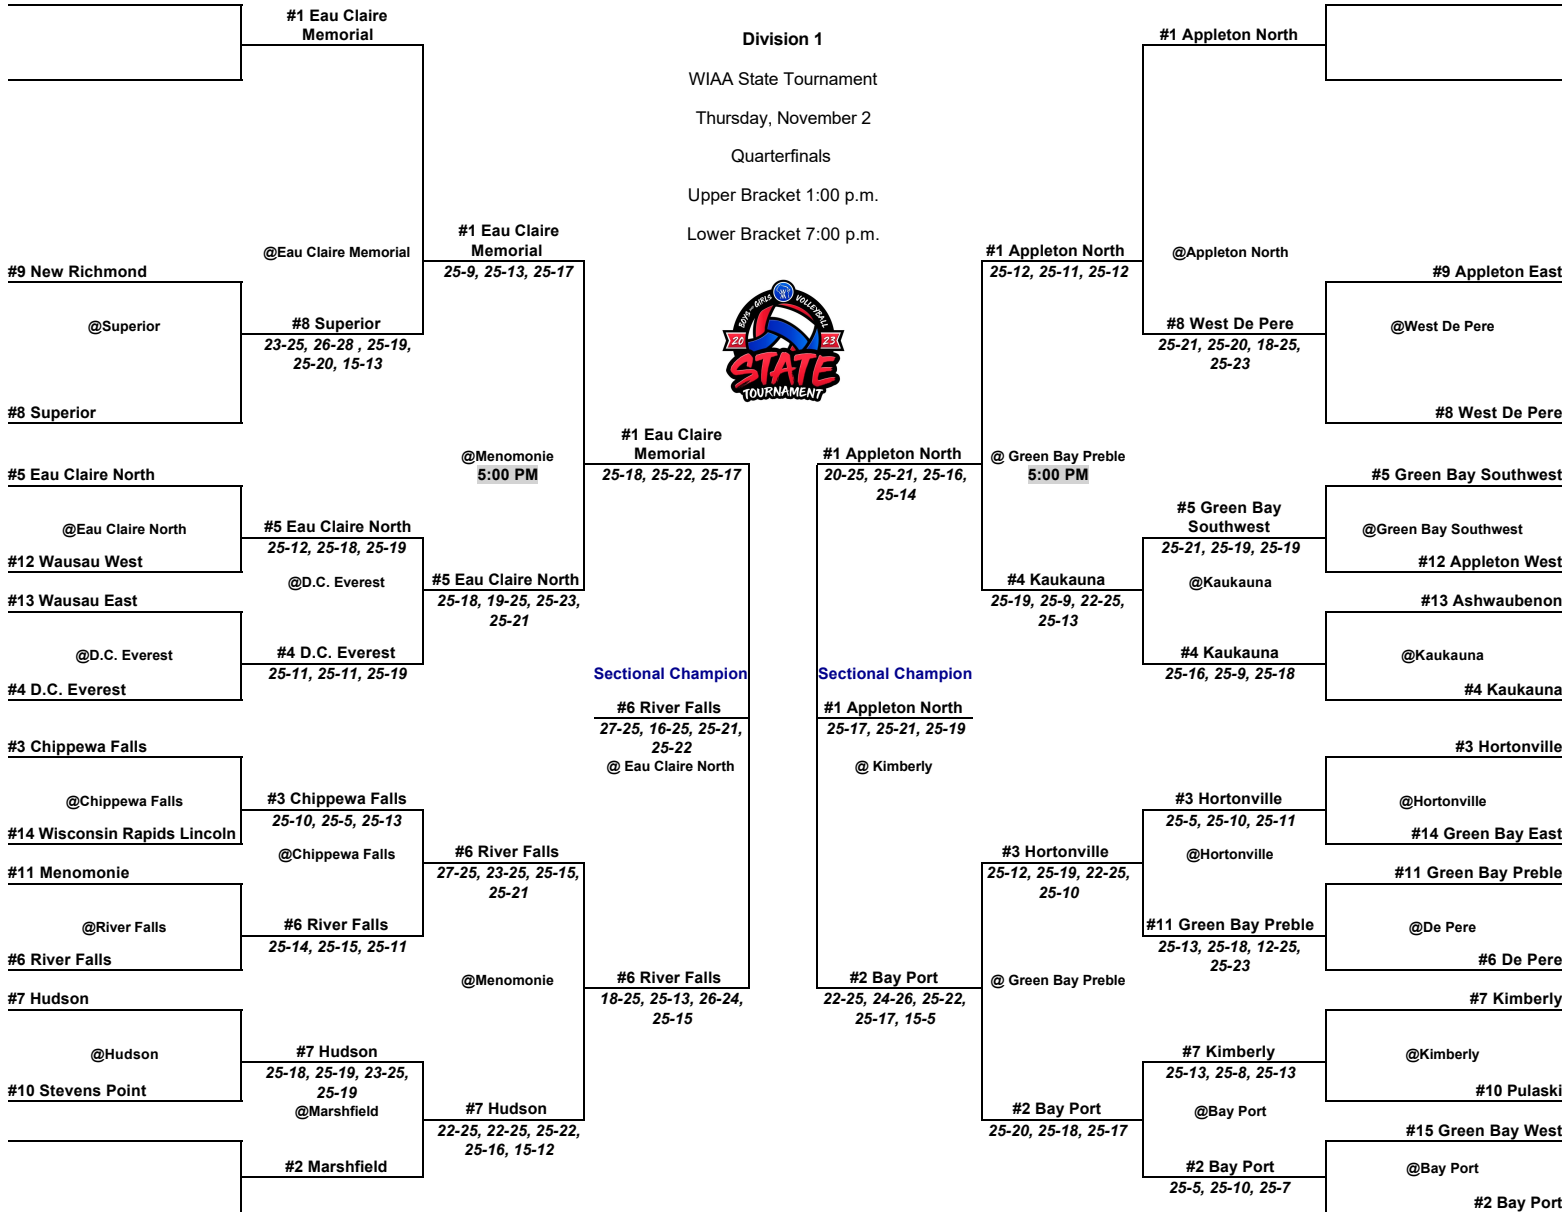 #1 Eau Claire
Memorial
Division 1
#1 Appleton North
WIAA State Tournament
Thursday, November 2
Quarterfinals
Upper Bracket 1:00 p.m.
Lower Bracket 7:00 p.m.
#1 Eau Claire
Memorial
@Eau Claire Memorial
25-9, 25-13, 25-17
#1 Appleton North
25-12, 25-11, 25-12
@Appleton North
#9 New Richmond
#9 Appleton East
BOYS AND GIRLS VOLLEYBALL
20 23
STATE
TOURNAMENT
@Superior
#8 Superior
23-25, 26-28 , 25-19,
25-20, 15-13
#8 West De Pere
25-21, 25-20, 18-25,
25-23
@West De Pere
#8 Superior
#8 West De Pere
#1 Eau Claire
Memorial
25-18, 25-22, 25-17
#1 Appleton North
20-25, 25-21, 25-16,
25-14
@Menomonie
5:00 PM
@ Green Bay Preble
5:00 PM
#5 Eau Claire North
#5 Green Bay Southwest
@Eau Claire North
#5 Eau Claire North
25-12, 25-18, 25-19
#5 Green Bay
Southwest
25-21, 25-19, 25-19
@Green Bay Southwest
#12 Wausau West
#12 Appleton West
@D.C. Everest
#5 Eau Claire North
25-18, 19-25, 25-23,
25-21
#4 Kaukauna
25-19, 25-9, 22-25,
25-13
@Kaukauna
#13 Wausau East
#13 Ashwaubenon
@D.C. Everest
#4 D.C. Everest
25-11, 25-11, 25-19
#4 Kaukauna
25-16, 25-9, 25-18
@Kaukauna
#4 D.C. Everest
#4 Kaukauna
Sectional Champion
#6 River Falls
27-25, 16-25, 25-21,
25-22
@ Eau Claire North
Sectional Champion
#1 Appleton North
25-17, 25-21, 25-19
@ Kimberly
#3 Chippewa Falls
#3 Hortonville
@Chippewa Falls
#3 Chippewa Falls
25-10, 25-5, 25-13
#3 Hortonville
25-5, 25-10, 25-11
@Hortonville
#14 Wisconsin Rapids Lincoln
#14 Green Bay East
@Chippewa Falls
#6 River Falls
27-25, 23-25, 25-15,
25-21
#3 Hortonville
25-12, 25-19, 22-25,
25-10
@Hortonville
#11 Menomonie
#11 Green Bay Preble
@River Falls
#6 River Falls
25-14, 25-15, 25-11
#11 Green Bay Preble
25-13, 25-18, 12-25,
25-23
@De Pere
#6 River Falls
#6 De Pere
@Menomonie
#6 River Falls
18-25, 25-13, 26-24,
25-15
#2 Bay Port
22-25, 24-26, 25-22,
25-17, 15-5
@ Green Bay Preble
#7 Hudson
#7 Kimberly
@Hudson
#7 Hudson
25-18, 25-19, 23-25,
25-19
#7 Kimberly
25-13, 25-8, 25-13
@Kimberly
#10 Stevens Point
#10 Pulaski
@Marshfield
#7 Hudson
22-25, 22-25, 25-22,
25-16, 15-12
#2 Bay Port
25-20, 25-18, 25-17
@Bay Port
#15 Green Bay West
#2 Marshfield
#2 Bay Port
25-5, 25-10, 25-7
@Bay Port
#2 Bay Port